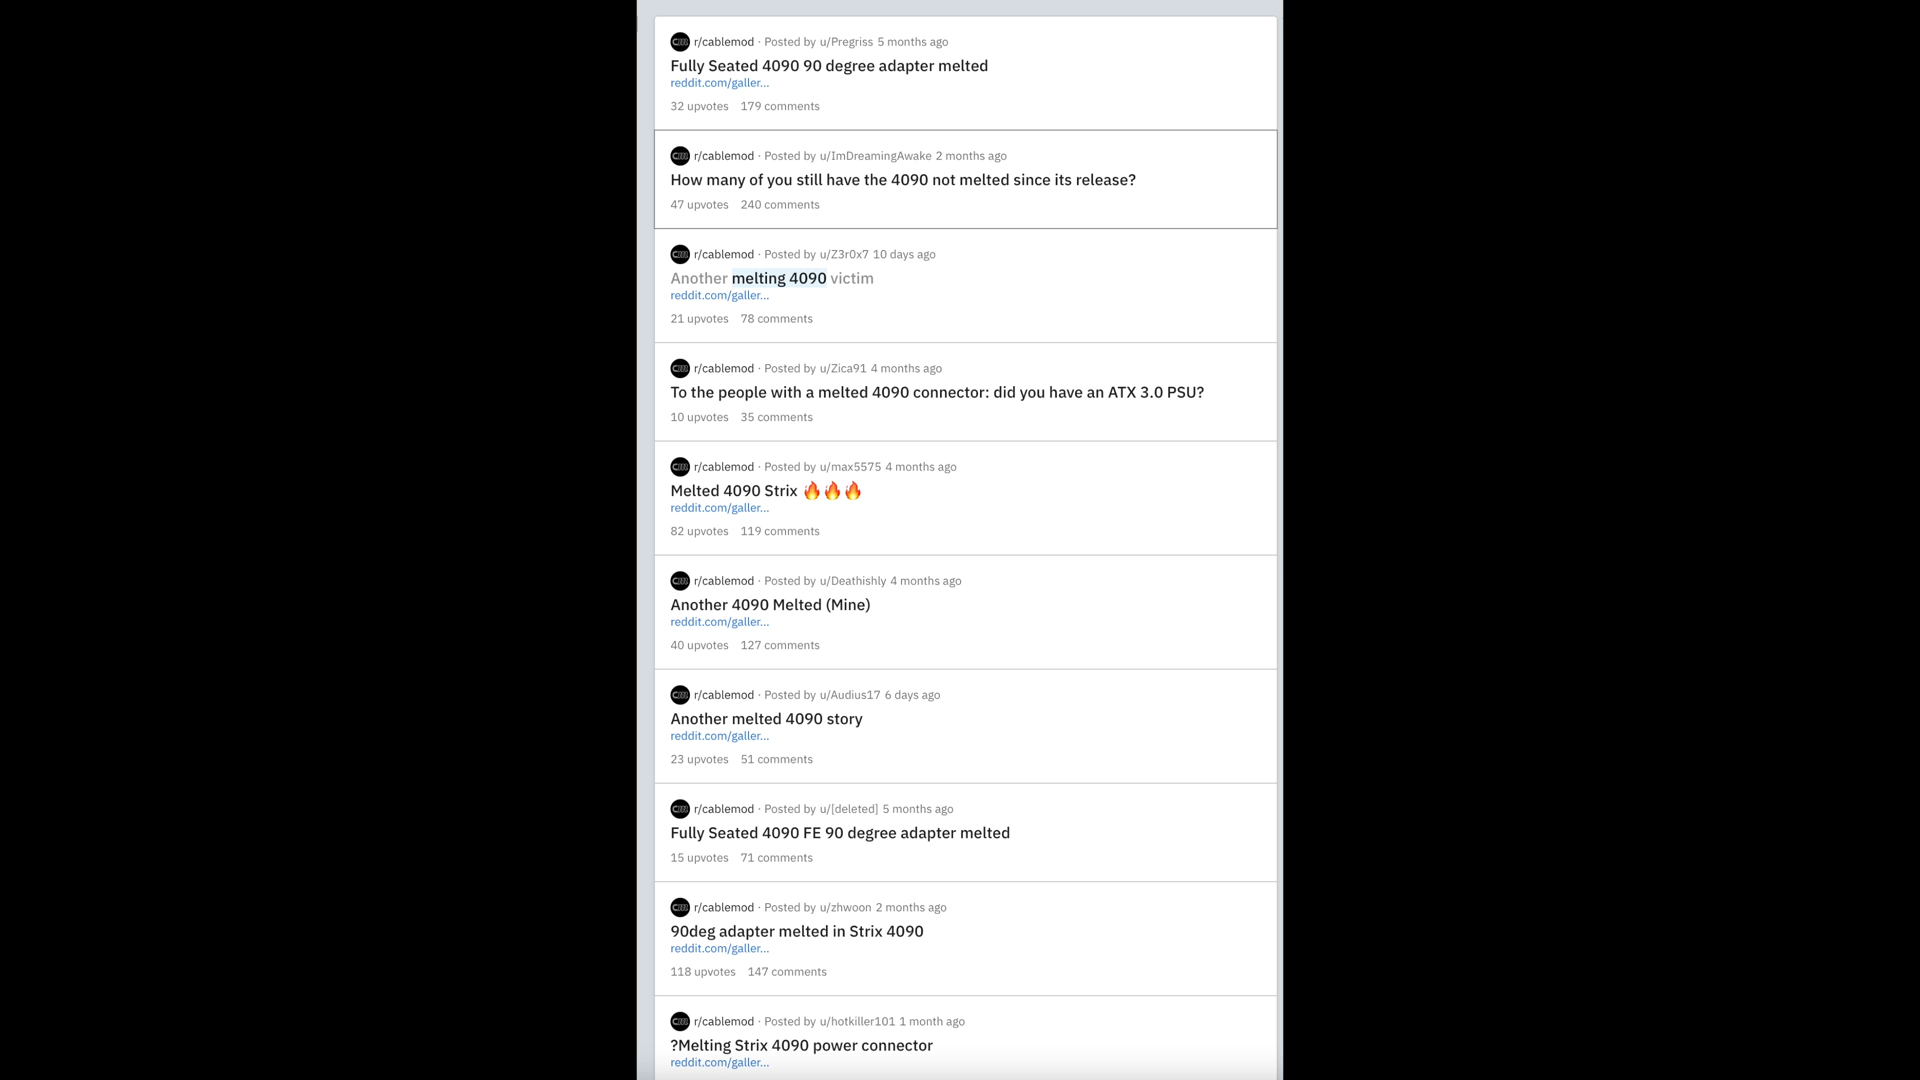 r/cablemod · Posted by u/Pregriss 5 months ago
Fully Seated 4090 90 degree adapter melted
reddit.com/galler...
32 upvotes 179 comments
r/cablemod · Posted by u/ImDreamingAwake 2 months ago
How many of you still have the 4090 not melted since its release?
47 upvotes 240 comments
r/cablemod · Posted by u/Z3r0x7 10 days ago
Another melting 4090 victim
reddit.com/galler...
21 upvotes 78 comments
r/cablemod · Posted by u/Zica91 4 months ago
To the people with a melted 4090 connector: did you have an ATX 3.0 PSU?
10 upvotes 35 comments
r/cablemod · Posted by u/max5575 4 months ago
Melted 4090 Strix 🔥🔥🔥
reddit.com/galler...
82 upvotes 119 comments
r/cablemod · Posted by u/Deathishly 4 months ago
Another 4090 Melted (Mine)
reddit.com/galler...
40 upvotes 127 comments
r/cablemod · Posted by u/Audius17 6 days ago
Another melted 4090 story
reddit.com/galler...
23 upvotes 51 comments
r/cablemod · Posted by u/[deleted] 5 months ago
Fully Seated 4090 FE 90 degree adapter melted
15 upvotes 71 comments
r/cablemod · Posted by u/zhwoon 2 months ago
90deg adapter melted in Strix 4090
reddit.com/galler...
118 upvotes 147 comments
r/cablemod · Posted by u/hotkiller101 1 month ago
?Melting Strix 4090 power connector
reddit.com/galler...